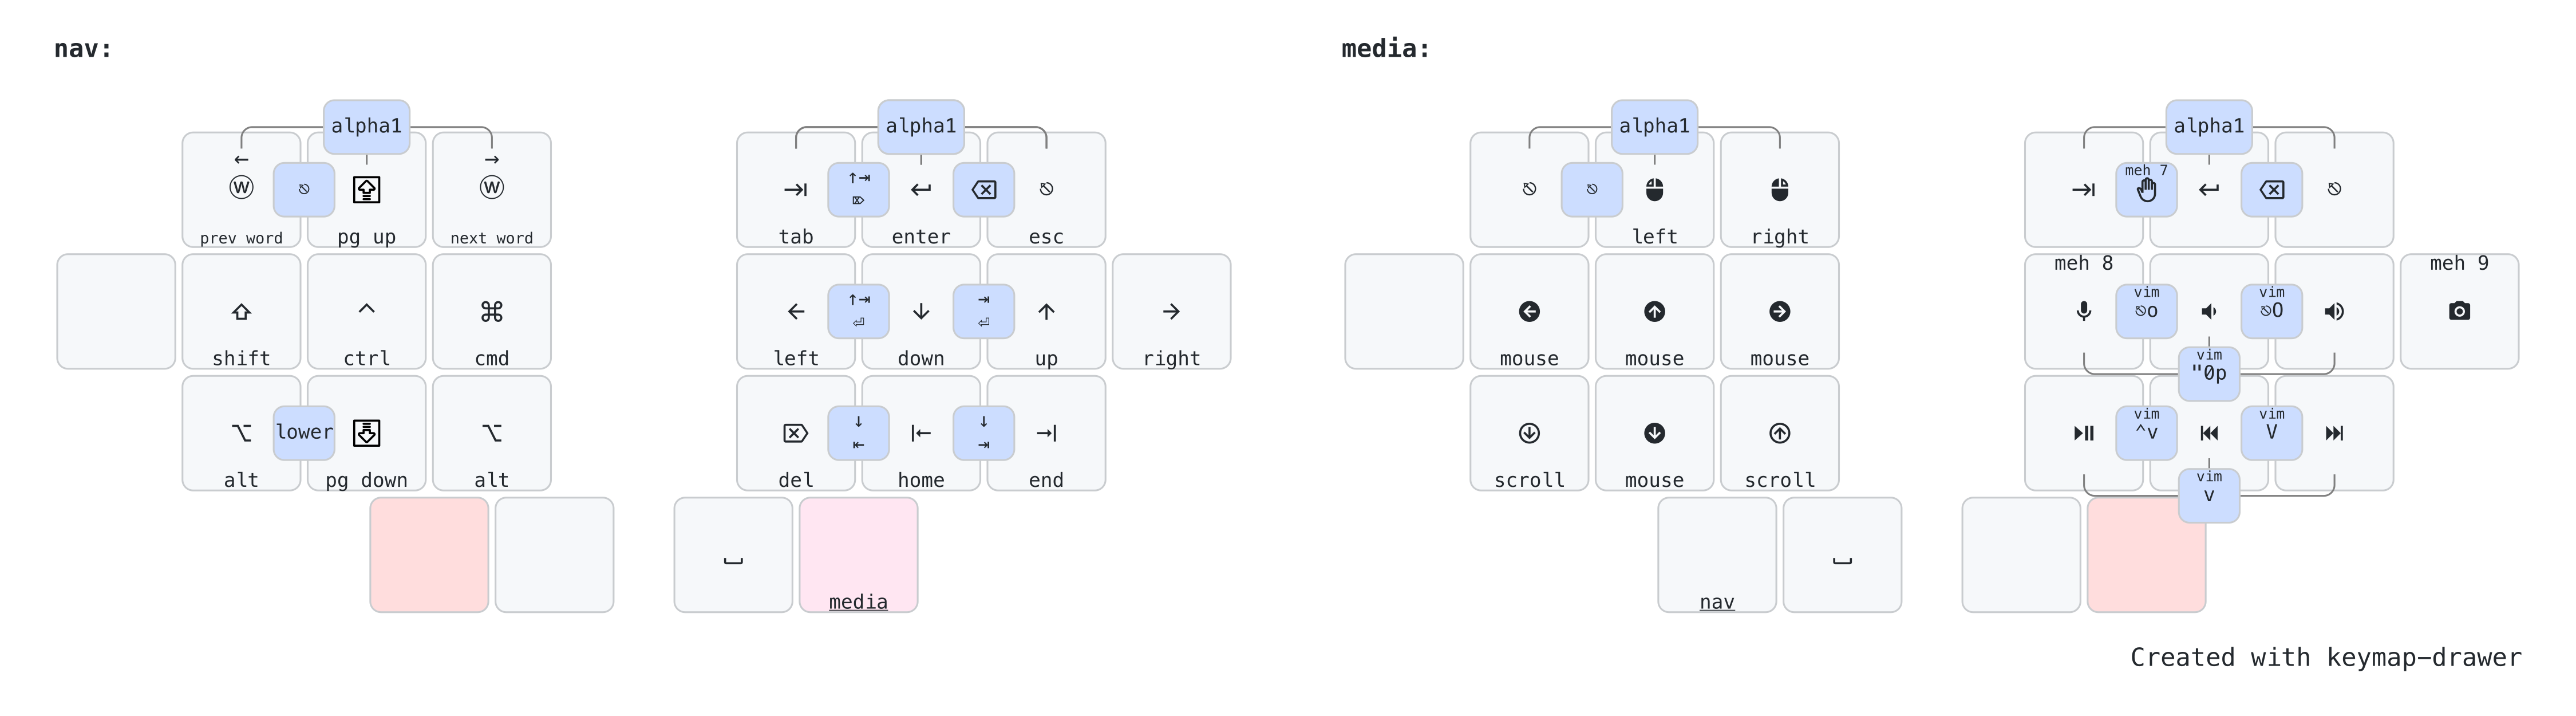 nav: media:
alpha1 alpha1 alpha1 alpha1
← → ↑⇥ meh 7
Ⓦ ⎋ Ⓦ ⇥ ⌦ ↵ ⌫ ⎋ ⎋ ⎋ ⇥ ↵ ⌫ ⎋
prev word pg up next word tab enter esc left right
meh 8 meh 9
⇧ ^ ⌘ ← ↑⇥ ⏎ ↓ ⇥ ⏎ ↑ → vim ⎋o vim ⎋O
shift ctrl cmd left down up right mouse mouse mouse
vim
"0p
⌥ lower ⌥ ⌦ ↓ ⇤ ⇤ ↓ ⇥ ⇥ vim ^v vim V
alt pg down alt del home end scroll mouse scroll
vim
v
media nav
Created with keymap-drawer